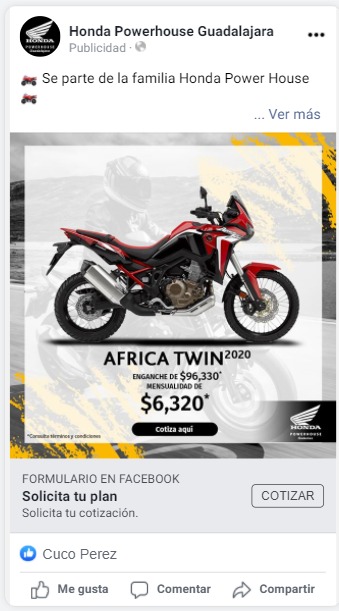 HONDA
POWERHOUSE
Honda Powerhouse Guadalajara
Publicidad ·
Se parte de la familia Honda Power House
... Ver más
AFRICA TWIN2020
ENGANCHE DE $96,330*
MENSUALIDAD DE
$6,320*
Cotiza aquí
*Consulta términos y condiciones
HONDA
POWERHOUSE
FORMULARIO EN FACEBOOK
Solicita tu plan
Solicita tu cotización.
COTIZAR
Cuco Perez
Me gusta
Comentar
Compartir